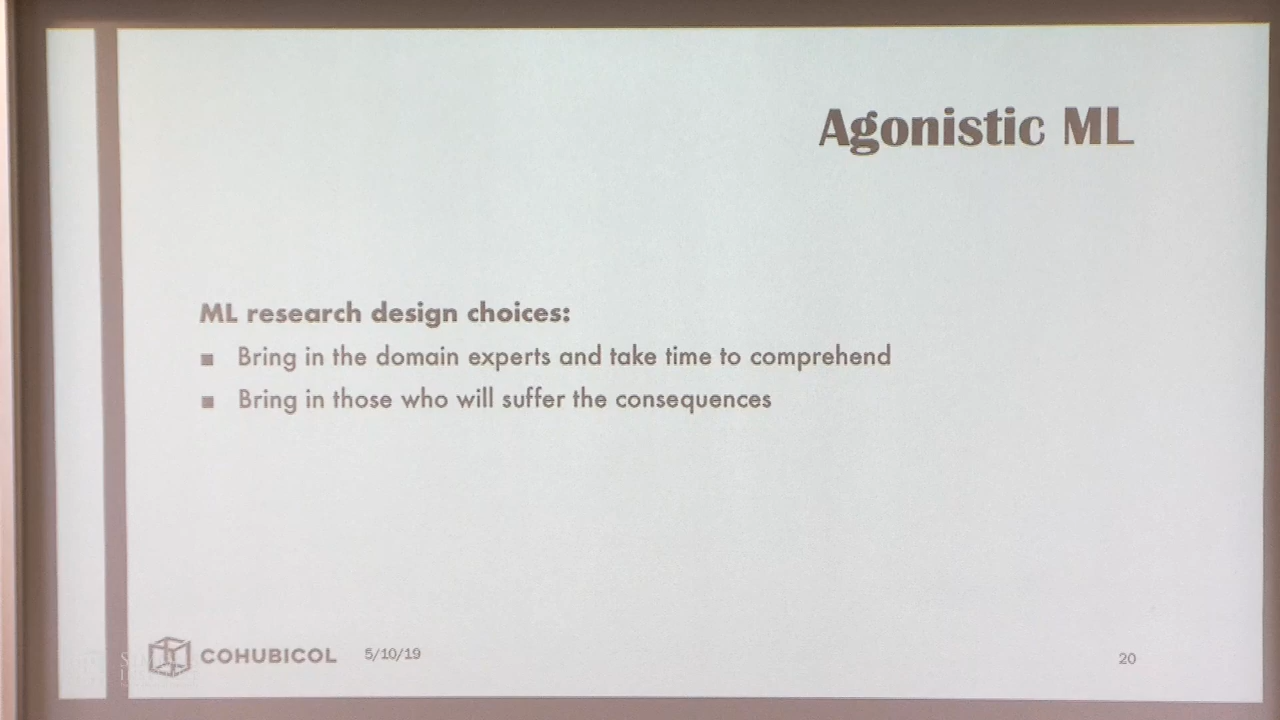 Agonistic ML
ML research design choices:
▪ Bring in the domain experts and take time to comprehend
▪ Bring in those who will suffer the consequences
COHUBICOL 5/10/19 20